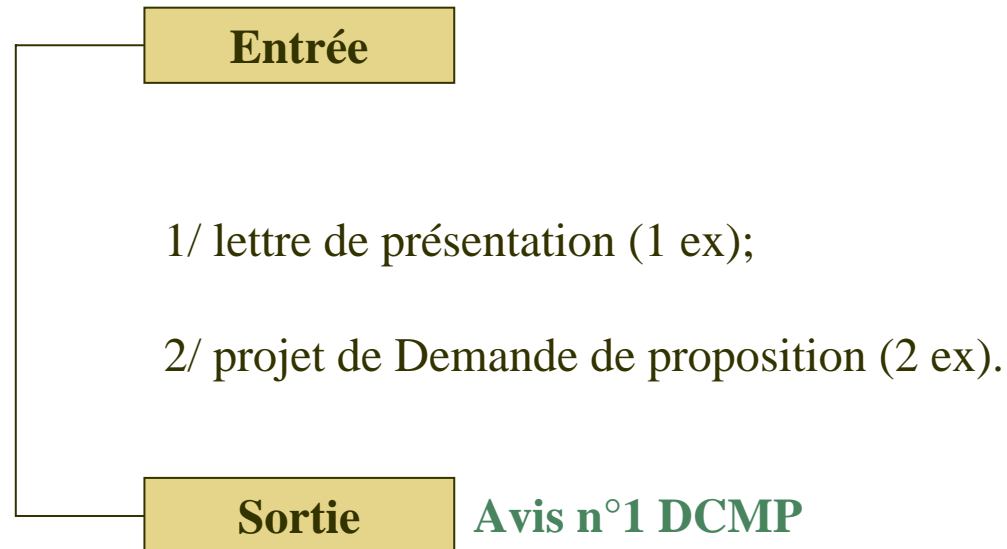 Entrée
1/ lettre de présentation (1 ex);
2/ projet de Demande de proposition (2 ex).
Sortie Avis n°1 DCMP